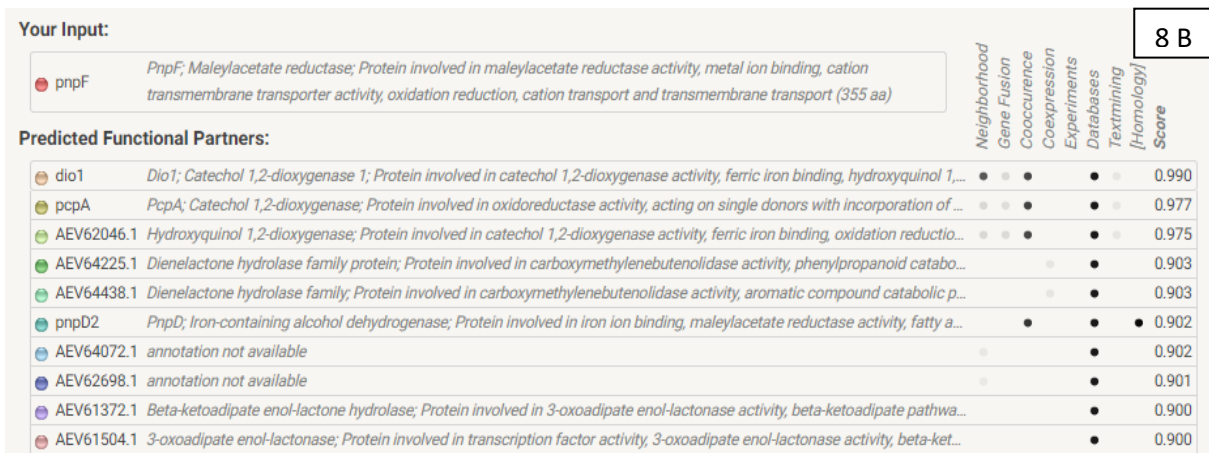 Your Input:
8 B
pnpF PnpF; Maleylacetate reductase; Protein involved in maleylacetate reductase activity, metal ion binding, cation
transmembrane transporter activity, oxidation reduction, cation transport and transmembrane transport (355 aa)
Neighborhood
Gene Fusion
Cooccurence
Coexpression
Experiments
Databases
Textmining
[Homology]
Score
Predicted Functional Partners:
dio1 Dio1; Catechol 1,2-dioxygenase 1; Protein involved in catechol 1,2-dioxygenase activity, ferric iron binding, hydroxyquinol 1,... 0.990
pcpA PcpA; Catechol 1,2-dioxygenase; Protein involved in oxidoreductase activity, acting on single donors with incorporation of ... 0.977
AEV62046.1 Hydroxyquinol 1,2-dioxygenase; Protein involved in catechol 1,2-dioxygenase activity, ferric iron binding, oxidation reductio... 0.975
AEV64225.1 Dienelactone hydrolase family protein; Protein involved in carboxymethylenebutenolidase activity, phenylpropanoid catabo... 0.903
AEV64438.1 Dienelactone hydrolase family; Protein involved in carboxymethylenebutenolidase activity, aromatic compound catabolic p... 0.903
pnpD2 PnpD; Iron-containing alcohol dehydrogenase; Protein involved in iron ion binding, maleylacetate reductase activity, fatty a... 0.902
AEV64072.1 annotation not available 0.902
AEV62698.1 annotation not available 0.901
AEV61372.1 Beta-ketoadipate enol-lactone hydrolase; Protein involved in 3-oxoadipate enol-lactonase activity, beta-ketoadipate pathwa... 0.900
AEV61504.1 3-oxoadipate enol-lactonase; Protein involved in transcription factor activity, 3-oxoadipate enol-lactonase activity, beta-ket... 0.900